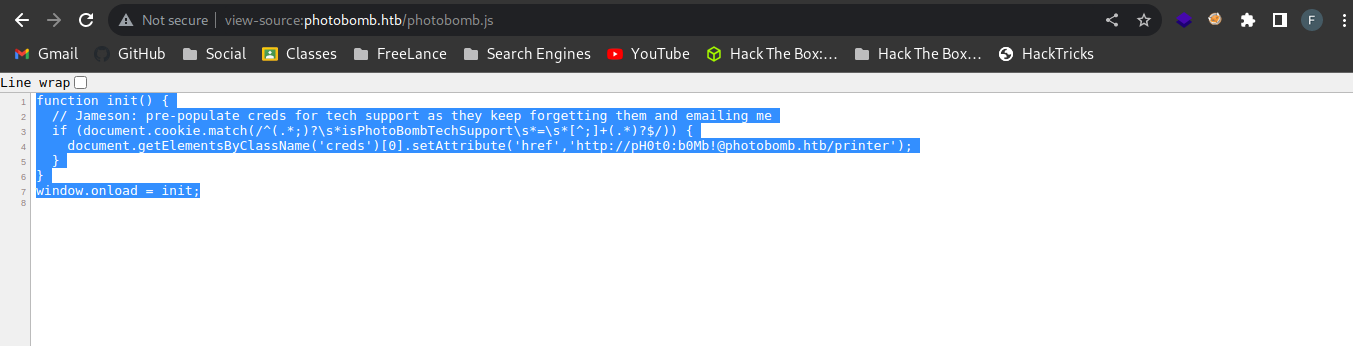 Not secure view-source:photobomb.htb/photobomb.js F
Gmail GitHub Social Classes FreeLance Search Engines YouTube Hack The Box:... Hack The Box... HackTricks
Line wrap
1 function init() {
2 // Jameson: pre-populate creds for tech support as they keep forgetting them and emailing me
3 if (document.cookie.match(/^(.*;)?\s*isPhotoBombTechSupport\s*=\s*[^;]+(.*)?$/)) {
4 document.getElementsByClassName('creds')[0].setAttribute('href','http://pH0t0:b0Mb!@photobomb.htb/printer');
5 }
6 }
7 window.onload = init;
8